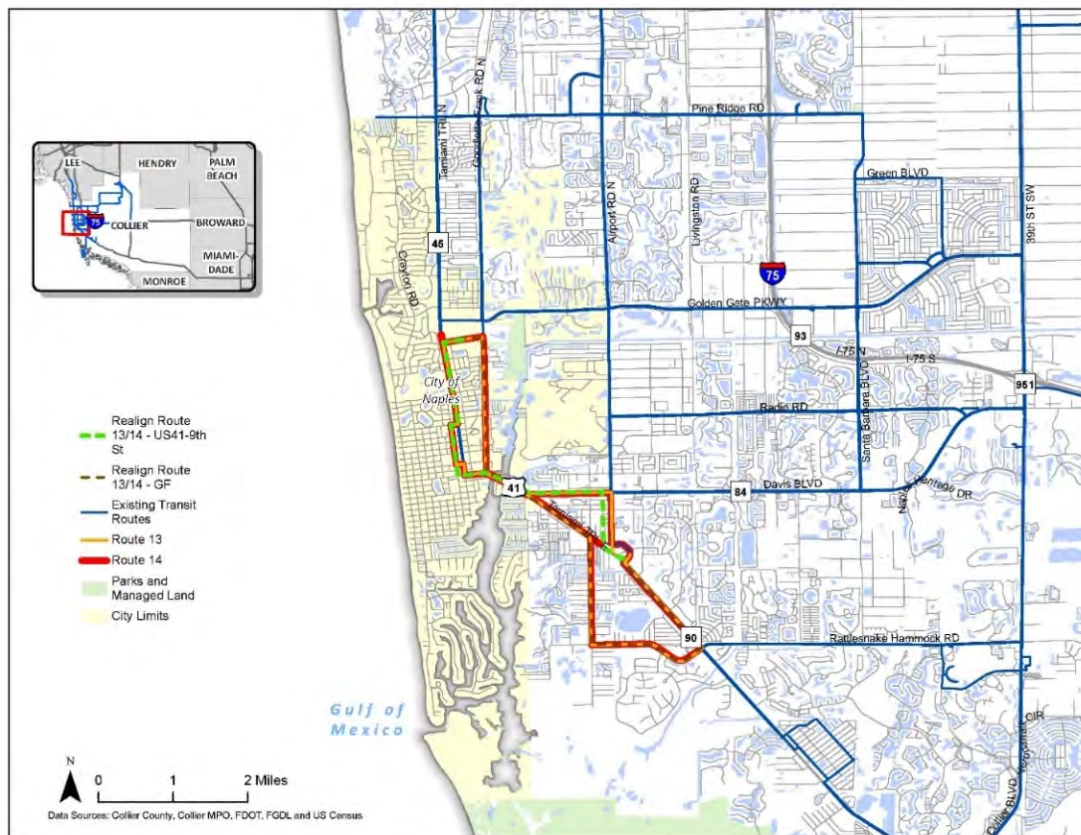 LEE
HENDRY
PALM
BEACH
75
COLLIER
BROWARD
MIAMI-
DADE
MONROE
Pine Ridge RD
Tamiami TRL N
Airport RD N
Livingston RD
Green BLVD
39th ST SW
46
Crayton RD
75
Golden Gate PKWY
93
I-75 N
I-75 S
951
City of
Naples
Radio RD
Santa Barbara BLVD
41
84
Davis BLVD
90
Rattlesnake Hammock RD
Gulf of
Mexico
Realign Route
13/14 - US41-9th
St
Realign Route
13/14 - GF
Existing Transit
Routes
Route 13
Route 14
Parks and
Managed Land
City Limits
N
0 1 2 Miles
Data Sources: Collier County, Collier MPO, FDOT, FGDL and US Census